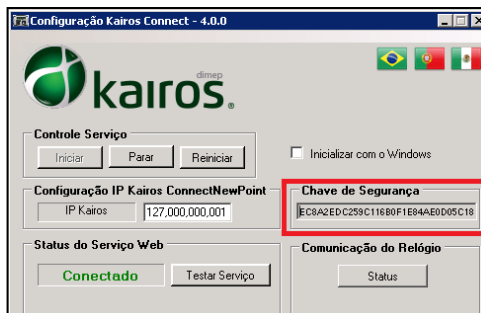 Configuração Kairos Connect - 4.0.0
dimep
kairos.
Controle Serviço
Iniciar Parar Reiniciar
Inicializar com o Windows
Configuração IP Kairos ConnectNewPoint
IP Kairos 127,000,000,001
Chave de Segurança
EC8A2EDC259C116B0F1E84AE0D05C18
Status do Serviço Web
Conectado Testar Serviço
Comunicação do Relógio
Status